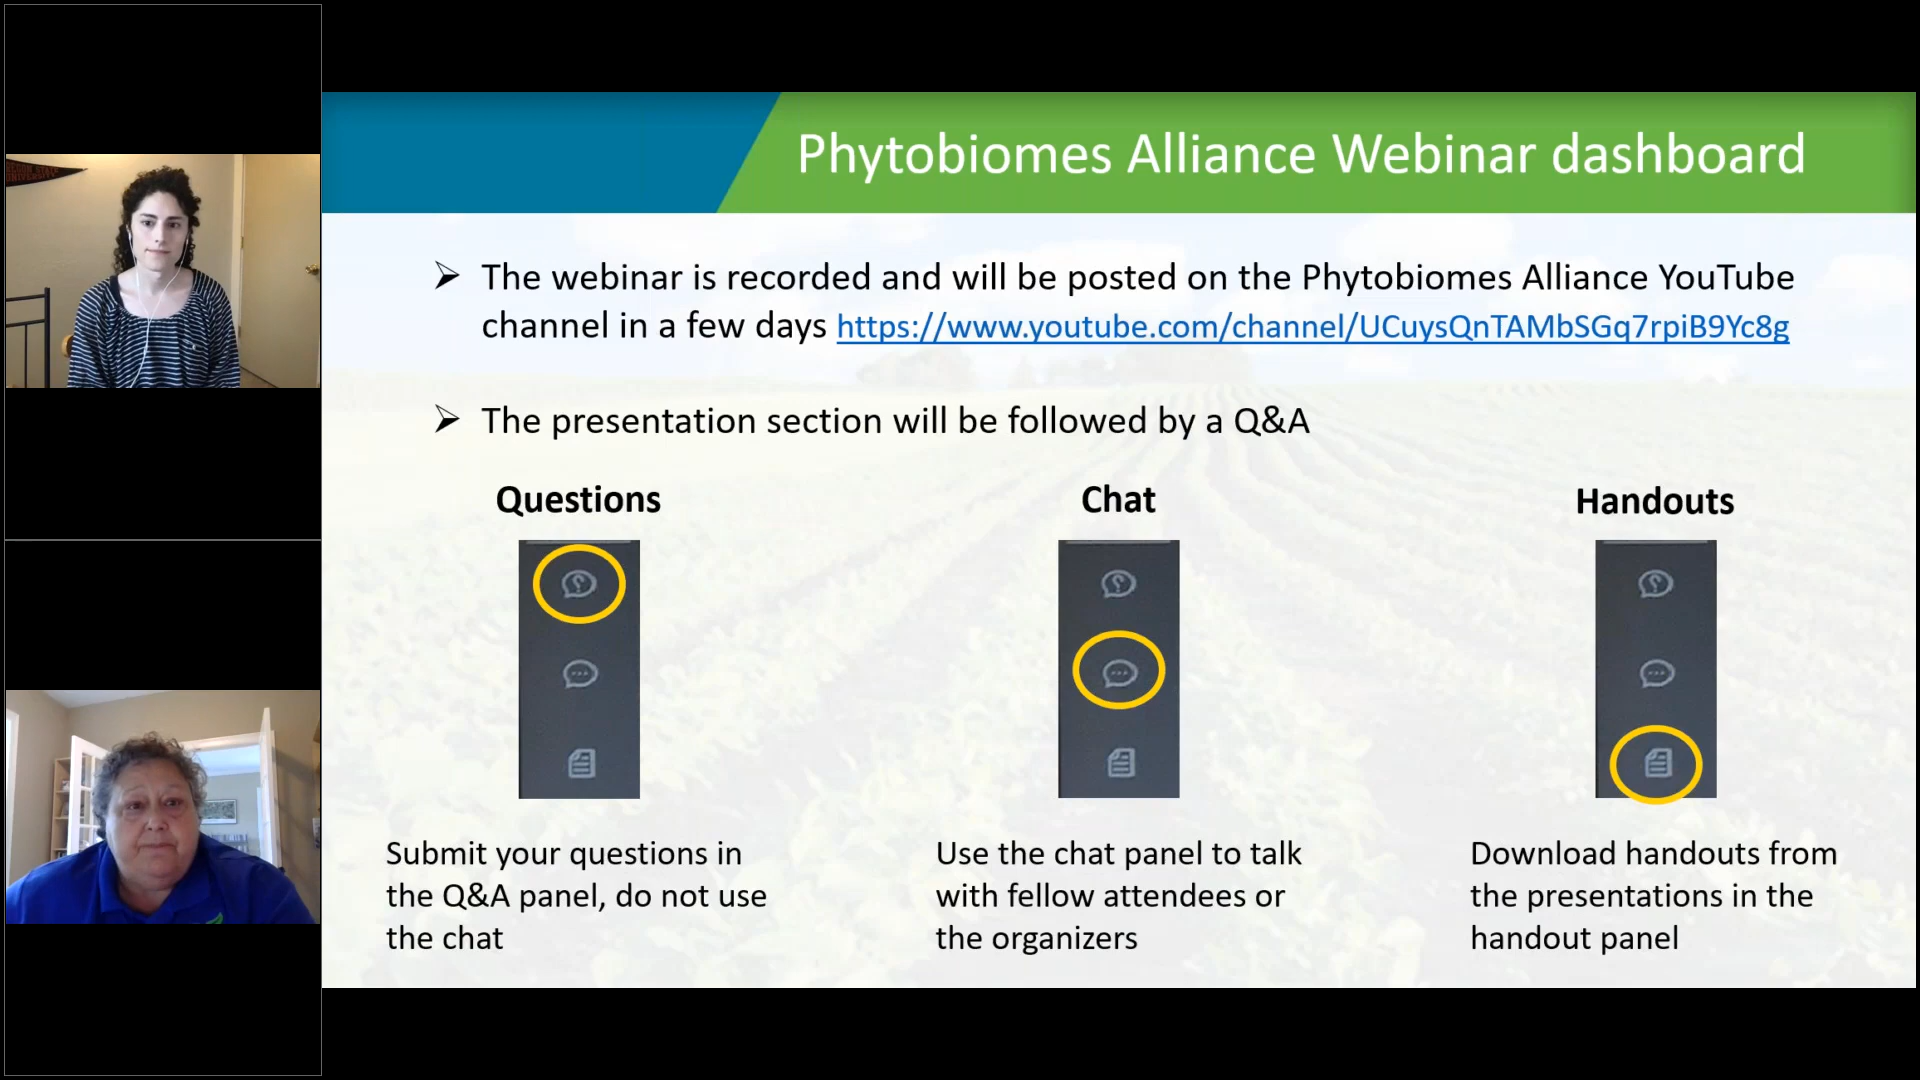 Phytobiomes Alliance Webinar dashboard
The webinar is recorded and will be posted on the Phytobiomes Alliance YouTube
channel in a few days https://www.youtube.com/channel/UCuysQnTAMbSGq7rpiB9Yc8g
The presentation section will be followed by a Q&A
Questions
Submit your questions in
the Q&A panel, do not use
the chat
Chat
Use the chat panel to talk
with fellow attendees or
the organizers
Handouts
Download handouts from
the presentations in the
handout panel